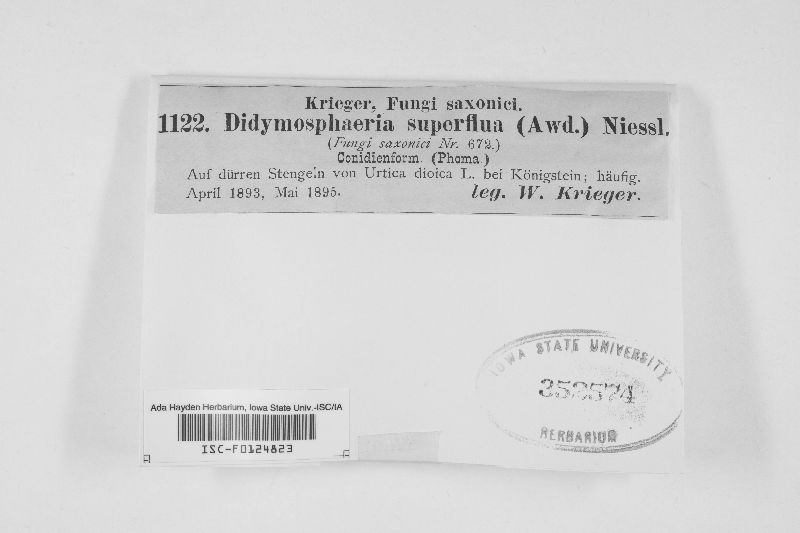 Krieger, Fungi saxonici.
1122. Didymosphaeria superflua (Awd.) Niessl.
(Fungi saxonici Nr. 672.)
Conidienform. (Phoma)
Auf dürren Stengeln von Urtica dioica L. bei Königstein; häufig.
April 1893, Mai 1895. leg. W. Krieger.
IOWA STATE UNIVERSITY
352574
HERBARIUM
Ada Hayden Herbarium, Iowa State Univ.-ISC/IA
ISC-F0124823